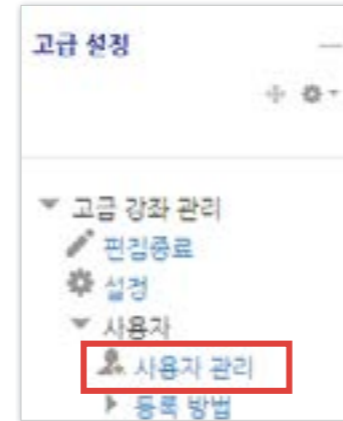 고급 설정
고급 강좌 관리
편집종료
설정
사용자
사용자 관리
등록 방법